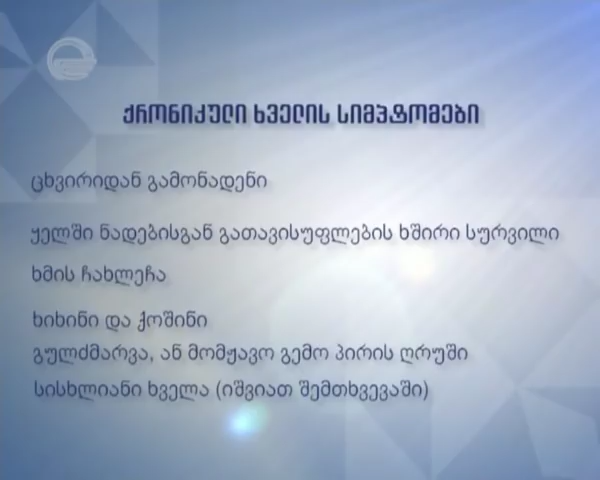 ქრონიკული ხველის სიმპტომები
ცხვირიდან გამონადენი
ყელში ნადებისგან გათავისუფლების ხშირი სურვილი
ხმის ჩახლეჩა
ხიხინი და ქოშინი
გულძმარვა, ან მომჟავო გემო პირის ღრუში
სისხლიანი ხველა (იშვიათ შემთხვევაში)